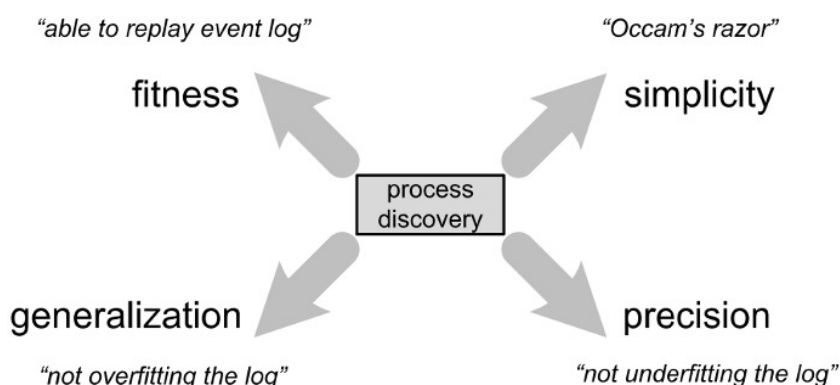 “able to replay event log”
“Occam’s razor”
fitness
simplicity
process
discovery
generalization
precision
“not overfitting the log”
“not underfitting the log”